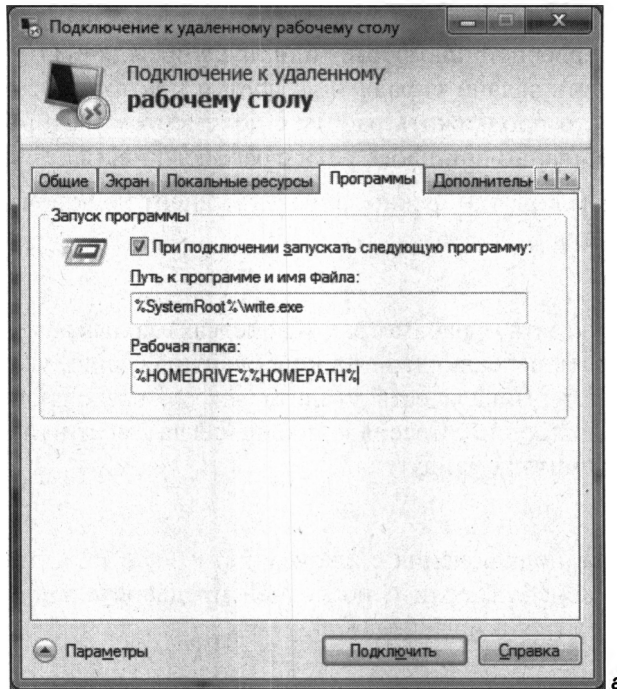 Подключение к удаленному рабочему столу
Подключение к удаленному
рабочему столу
Общие Экран Локальные ресурсы Программы Дополнительн
Запуск программы
При подключении запускать следующую программу:
Путь к программе и имя файла:
%SystemRoot%\write.exe
Рабочая папка:
%HOMEDRIVE%%HOMEPATH%
Параметры Подключить Справка
а